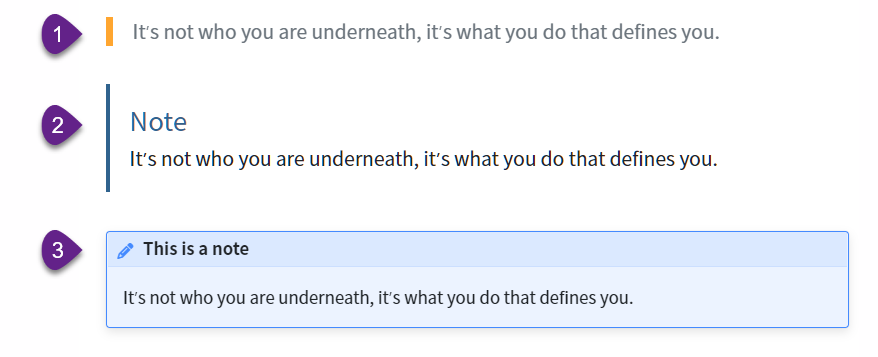 1
It's not who you are underneath, it's what you do that defines you.
2
Note
It's not who you are underneath, it's what you do that defines you.
3
This is a note
It's not who you are underneath, it's what you do that defines you.